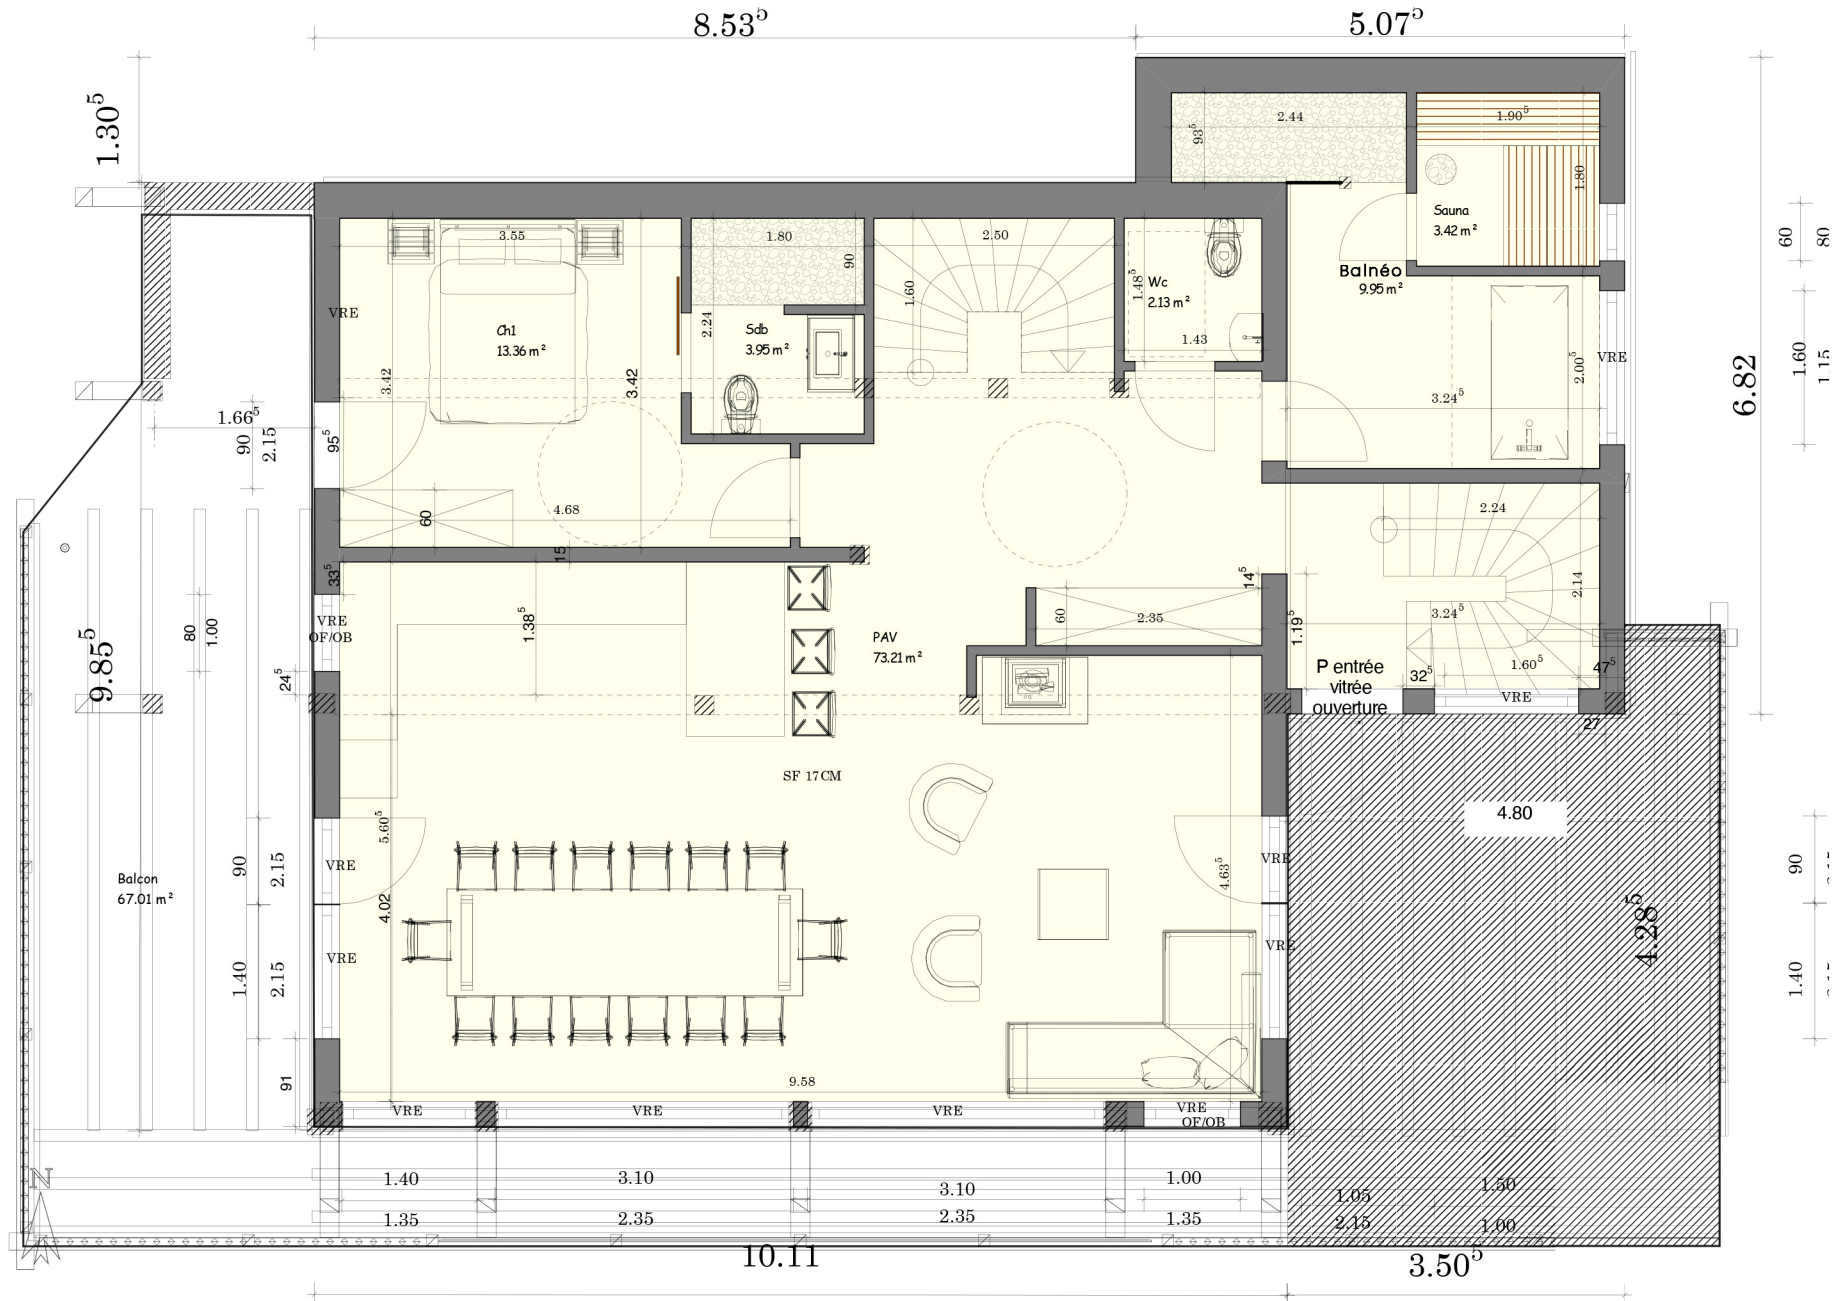 8.53⁵
5.07⁵
1.30⁵
2.44
93⁵
1.90⁵
1.80
Sauna
3.42 m²
60
80
3.55
1.80
90
2.50
1.60
1.48⁵
Wc
2.13 m²
1.43
Balnéo
9.95 m²
VRE
Ch1
13.36 m²
2.24
Sdb
3.95 m²
3.42
3.42
2.00⁵
VRE
3.24⁵
1.60
1.15
6.82
1.66⁵
90
2.15
95⁵
60
4.68
15
2.24
2.14
33⁵
VRE
OF/OB
80
1.00
1.38⁵
PAV
73.21 m²
60
2.35
14⁵
1.19⁵
3.24⁵
P entrée
vitrée
ouverture
32⁵
1.60⁵
47⁵
VRE
27
9.85⁵
24⁵
SF 17CM
5.60⁵
4.02
4.63⁵
4.80
Balcon
67.01 m²
90
2.15
VRE
VRE
90
1.40
2.15
VRE
VRE
1.40
4.28⁵
91
9.58
VRE
VRE
VRE
VRE
OF/OB
N
1.40
3.10
3.10
1.00
1.05
1.50
1.35
2.35
2.35
1.35
2.15
1.00
10.11
3.50⁵